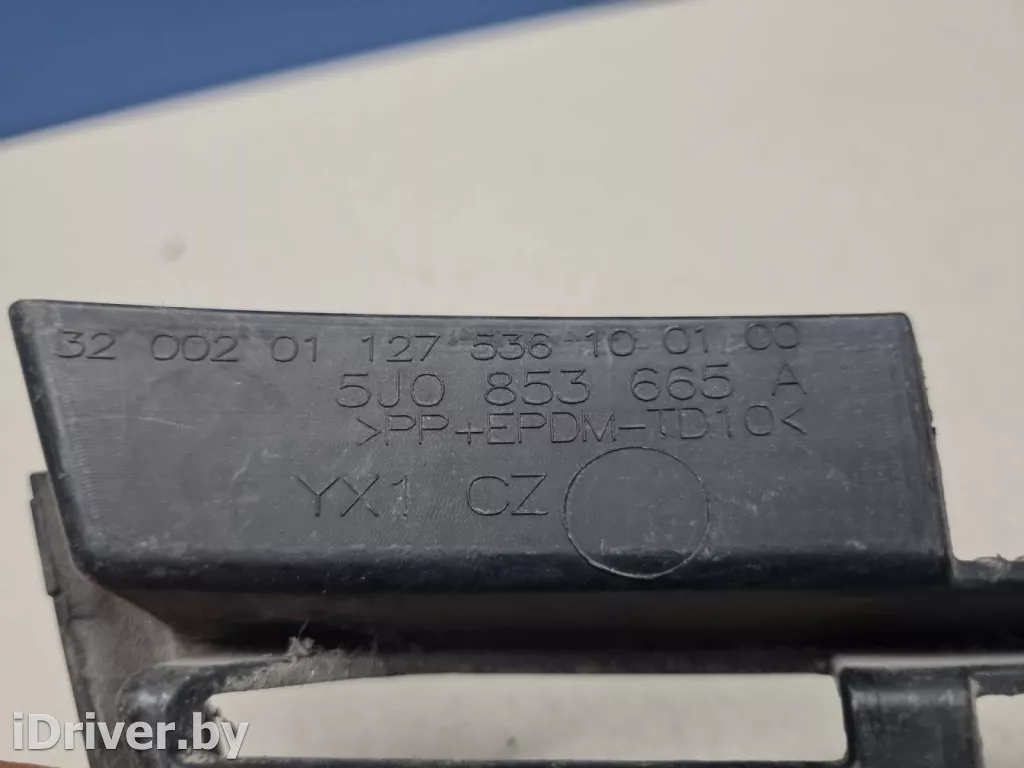 32 002 01 127 536 10 01 00
5J0 853 665 A
>PP+EPDM-TD10<
YX1 CZ
iDriver.by